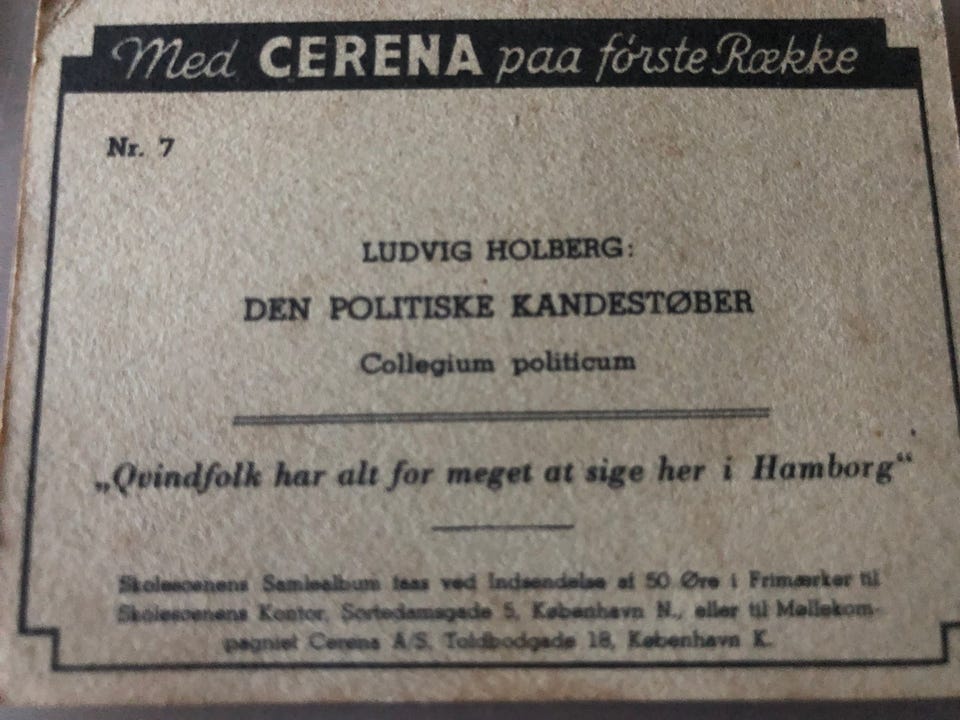 Med CERENA paa første Række
Nr. 7
LUDVIG HOLBERG:
DEN POLITISKE KANDESTØBER
Collegium politicum
„Qvindfolk har alt for meget at sige her i Hamborg“
Skolescenens Samlealbum faas ved Indsendelse af 50 Øre i Frimærker til
Skolescenens Kontor, Sortedamsgade 5, København N., eller til Møllekom-
pagniet Cerena A/S, Toldbodgade 18, København K.